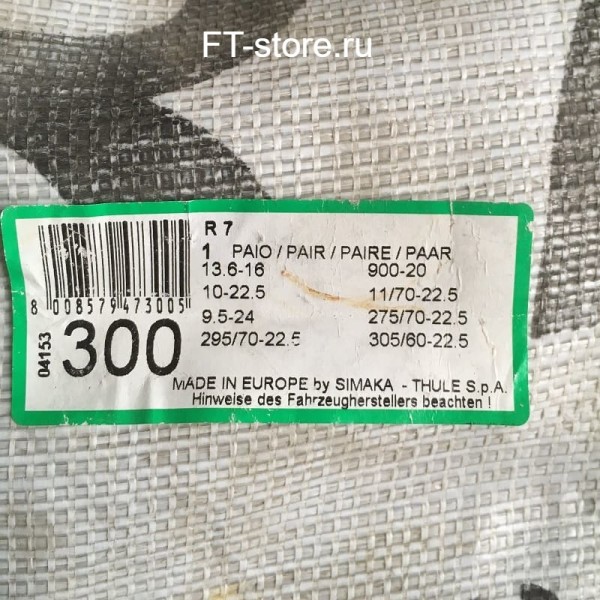 FT-store.ru
R 7
1 PAIO / PAIR / PAIRE / PAAR
13.6-16 900-20
10-22.5 11/70-22.5
9.5-24 275/70-22.5
295/70-22.5 305/60-22.5
8 008579 473005
04153
300
MADE IN EUROPE by SIMAKA - THULE S.p.A.
Hinweise des Fahrzeugherstellers beachten !